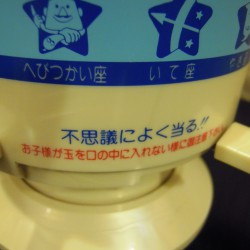 へびつかい座 いて座 やぎ
不思議によく当る!!
お子様が玉を口の中に入れない様に御注意下さい